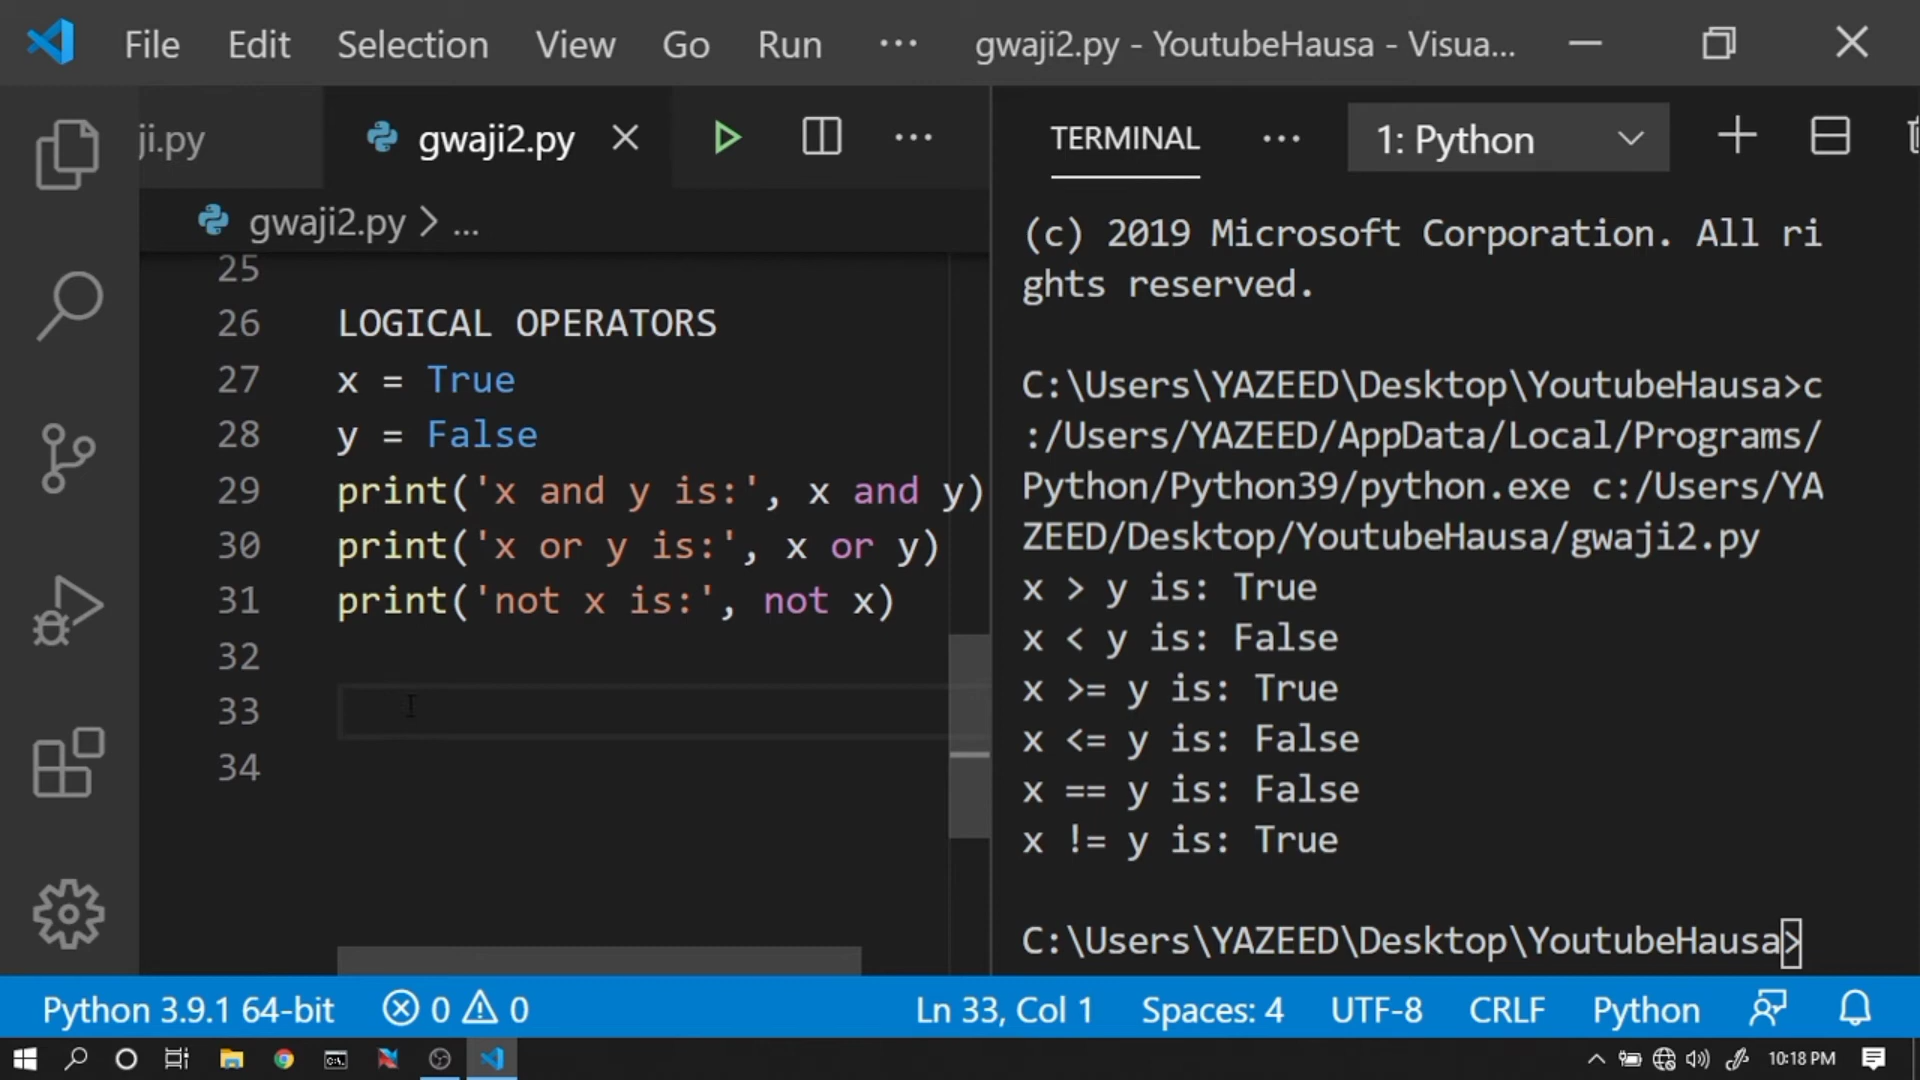 File Edit Selection View Go Run ··· gwaji2.py - YoutubeHausa - Visua...
ji.py gwaji2.py ···
gwaji2.py > ...
25
26 LOGICAL OPERATORS
27 x = True
28 y = False
29 print('x and y is:', x and y)
30 print('x or y is:', x or y)
31 print('not x is:', not x)
32
33
34
TERMINAL ··· 1: Python
(c) 2019 Microsoft Corporation. All ri
ghts reserved.
C:\Users\YAZEED\Desktop\YoutubeHausa>c
:/Users/YAZEED/AppData/Local/Programs/
Python/Python39/python.exe c:/Users/YA
ZEED/Desktop/YoutubeHausa/gwaji2.py
x > y is: True
x < y is: False
x >= y is: True
x <= y is: False
x == y is: False
x != y is: True
C:\Users\YAZEED\Desktop\YoutubeHausa>
Python 3.9.1 64-bit 0 0 Ln 33, Col 1 Spaces: 4 UTF-8 CRLF Python
10:18 PM